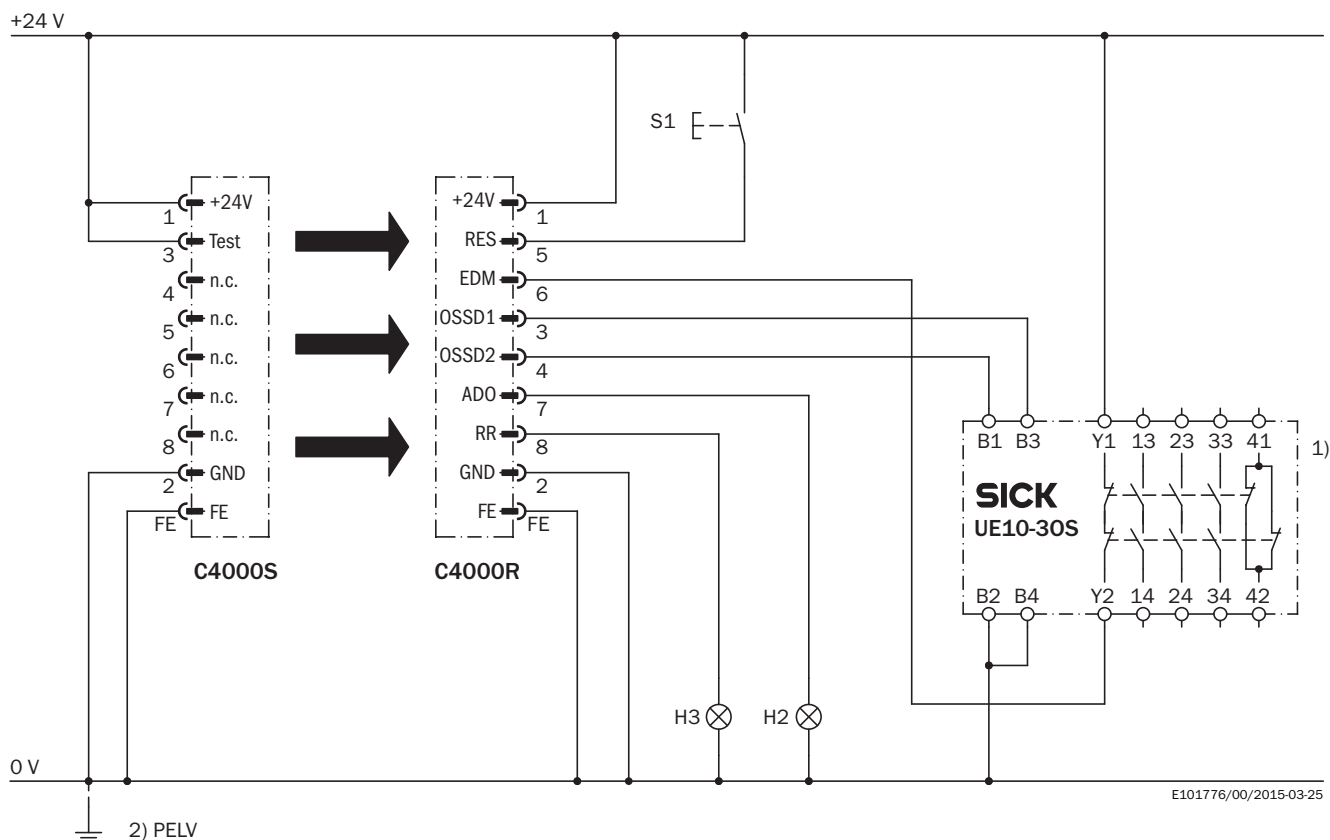 +24 V
S1
1 +24V
3 Test
4 n.c.
5 n.c.
6 n.c.
7 n.c.
8 n.c.
2 GND
FE FE
C4000S
+24V 1
RES 5
EDM 6
OSSD1 3
OSSD2 4
ADO 7
RR 8
GND 2
FE FE
C4000R
B1 B3 Y1 13 23 33 41
1)
SICK
UE10-30S
B2 B4 Y2 14 24 34 42
H3
H2
0 V
E101776/00/2015-03-25
2) PELV